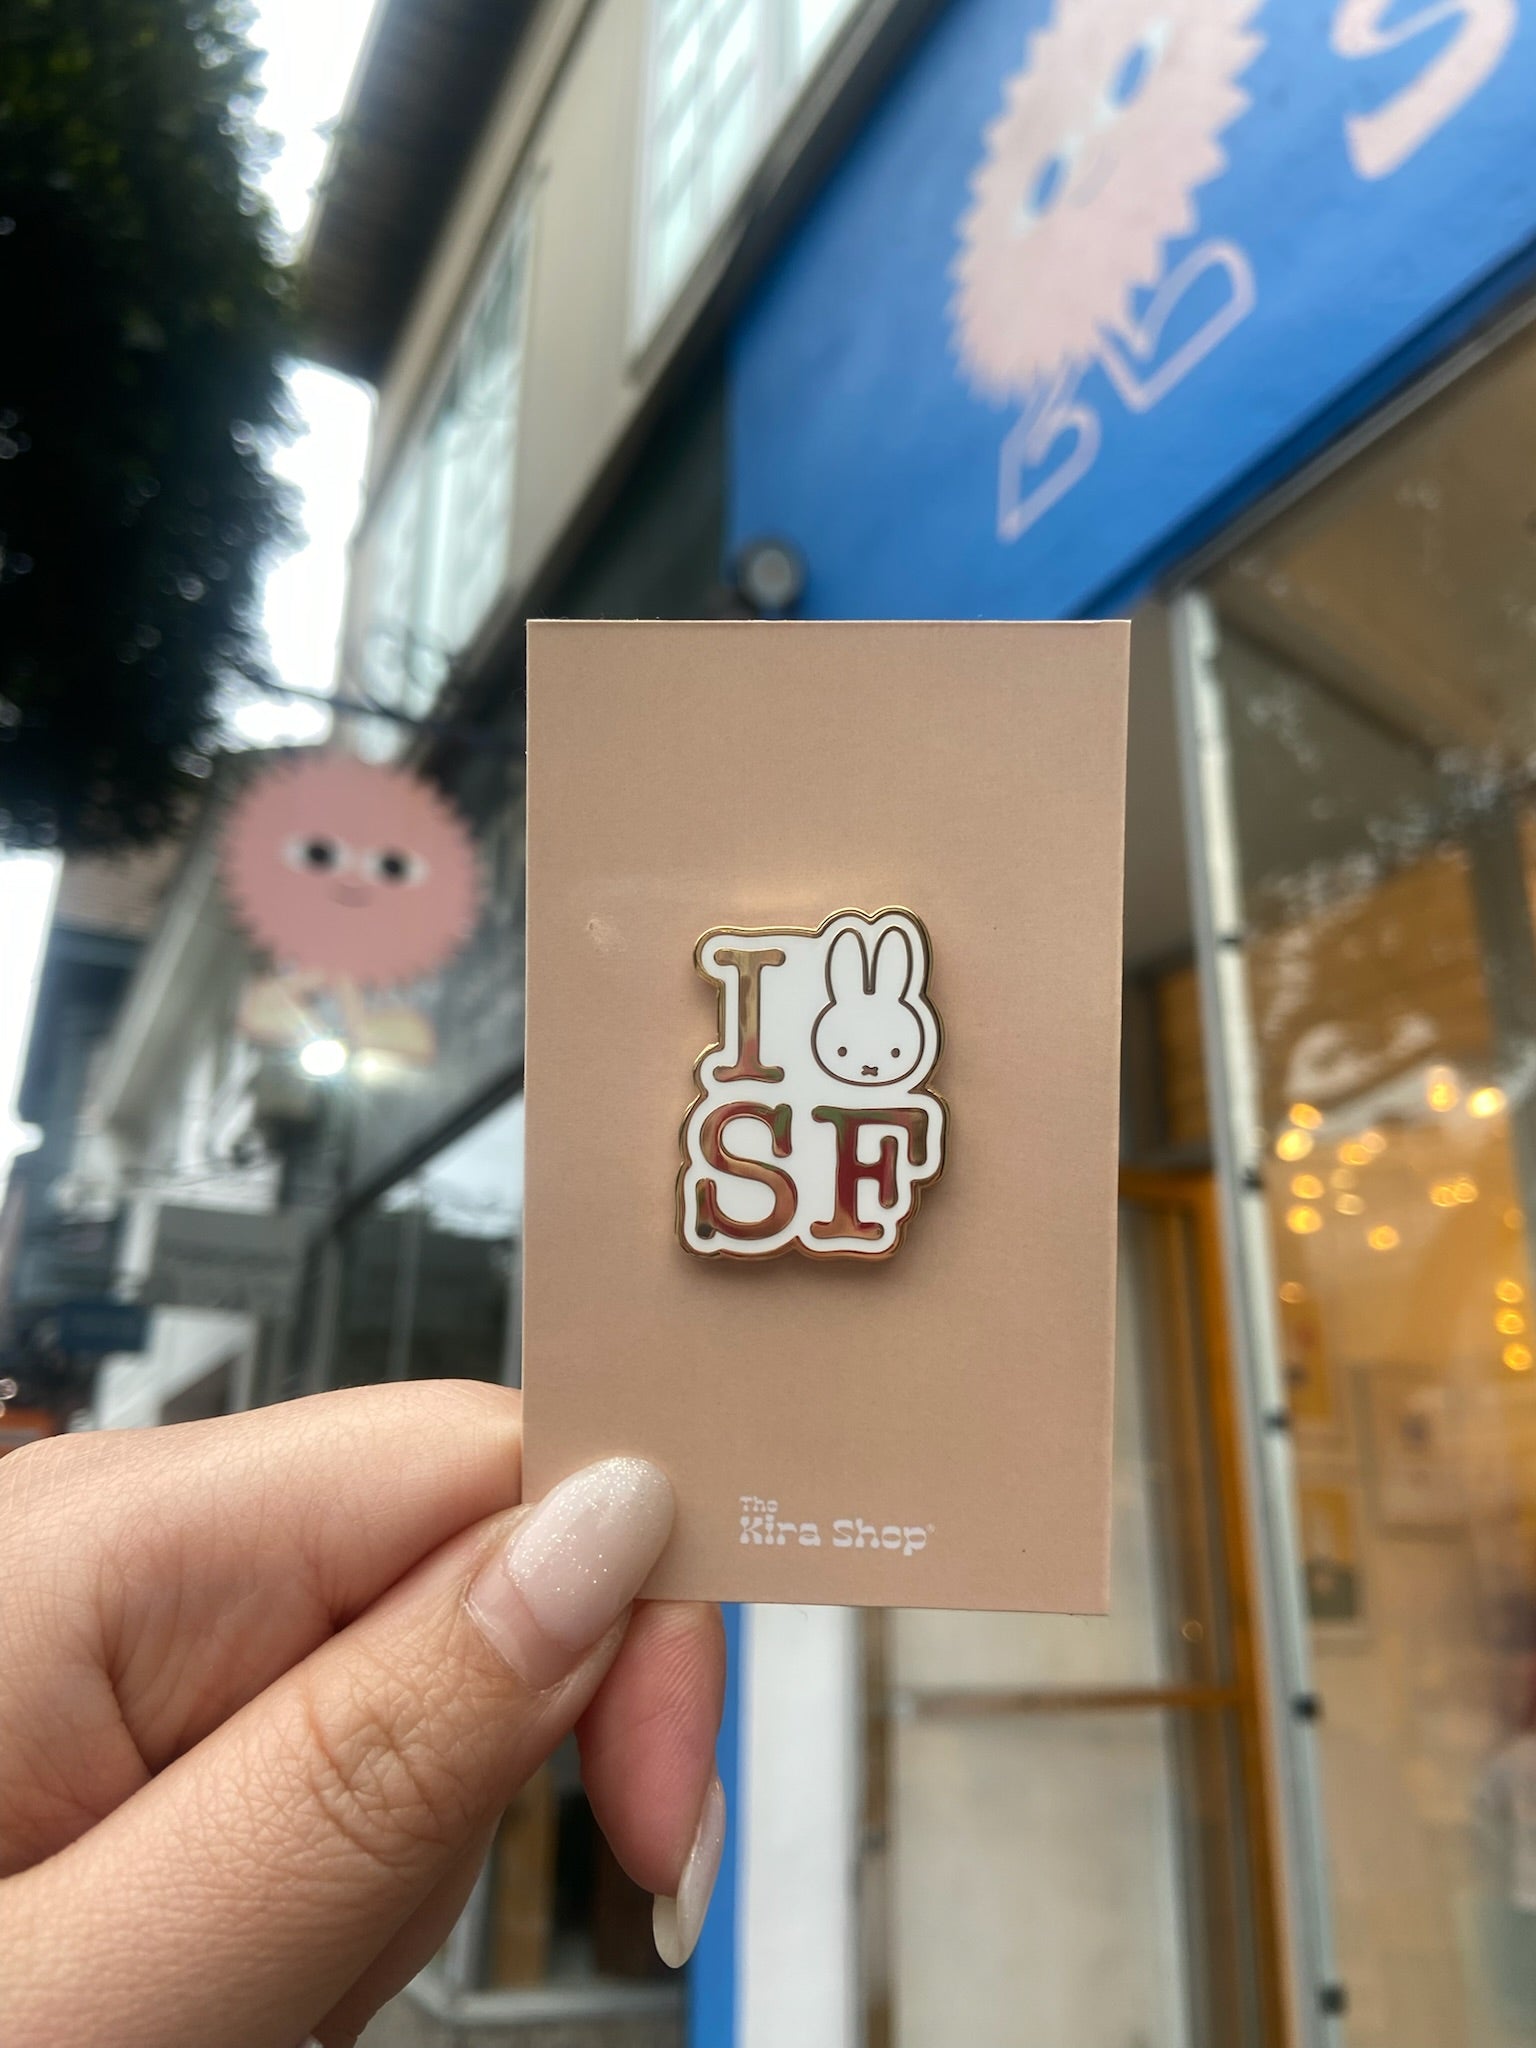 I
SF
The
Kira Shop®
S